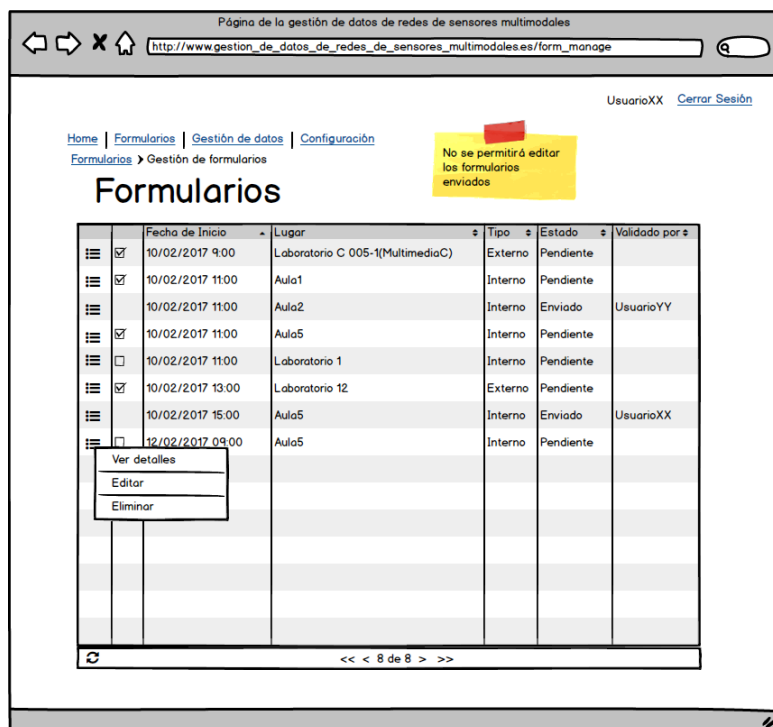 Página de la gestión de datos de redes de sensores multimodales
http://www.gestion_de_datos_de_redes_de_sensores_multimodales.es/form_manage
UsuarioXX Cerrar Sesión
Home | Formularios | Gestión de datos | Configuración
Formularios > Gestión de formularios
No se permitirá editar
los formularios
enviados
Formularios
Fecha de Inicio Lugar Tipo Estado Validado por
10/02/2017 9:00 Laboratorio C 005-1(MultimediaC) Externo Pendiente
10/02/2017 11:00 Aula1 Interno Pendiente
10/02/2017 11:00 Aula2 Interno Enviado UsuarioYY
10/02/2017 11:00 Aula5 Interno Pendiente
10/02/2017 11:00 Laboratorio 1 Interno Pendiente
10/02/2017 13:00 Laboratorio 12 Externo Pendiente
10/02/2017 15:00 Aula5 Interno Enviado UsuarioXX
12/02/2017 09:00 Aula5 Interno Pendiente
Ver detalles
Editar
Eliminar
<< < 8 de 8 > >>